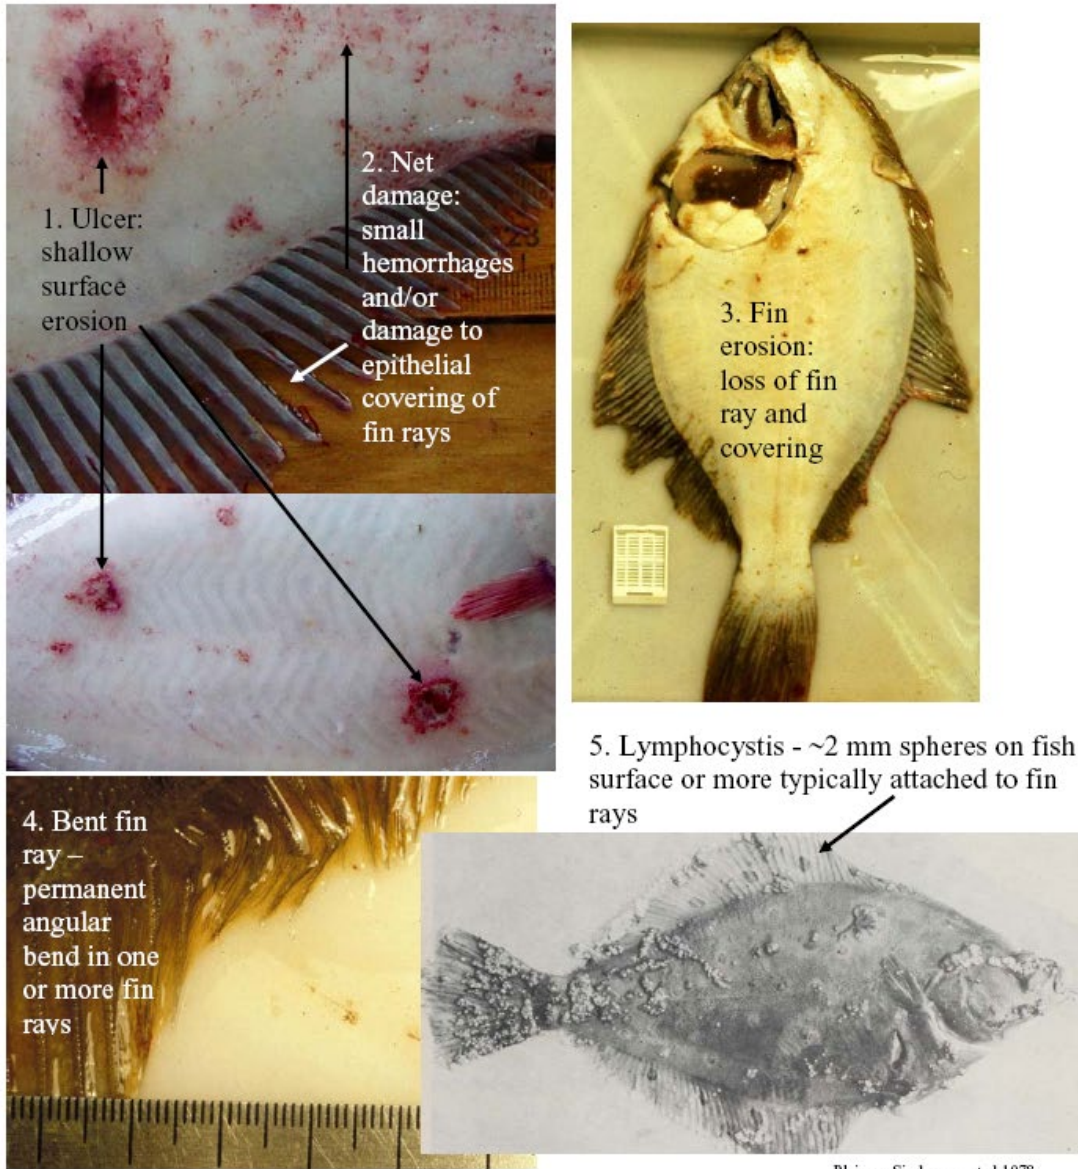 1. Ulcer:
shallow
surface
erosion
2. Net
damage:
small
hemorrhages
and/or
damage to
epithelial
covering of
fin rays
23
3. Fin
erosion:
loss of fin
ray and
covering
4. Bent fin
ray –
permanent
angular
bend in one
or more fin
rays
5. Lymphocystis - ~2 mm spheres on fish
surface or more typically attached to fin
rays